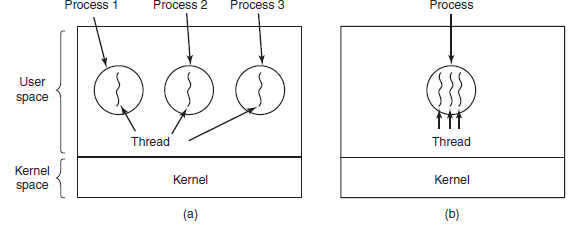 Process 1 Process 2 Process 3
Process
User
space
Thread
Thread
Kernel
space
Kernel
Kernel
(a)
(b)